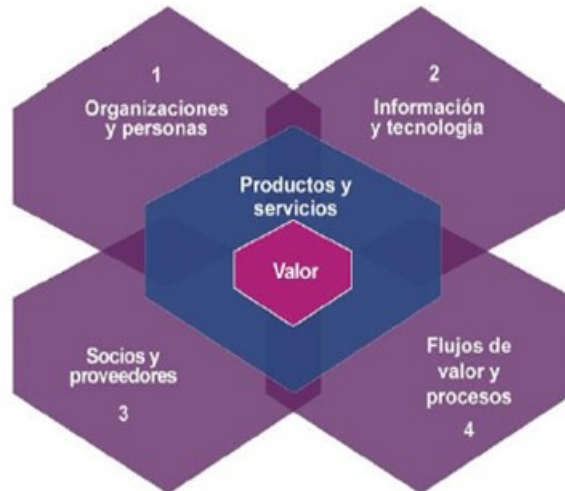 1
Organizaciones
y personas
2
Información
y tecnología
Productos y
servicios
Valor
Socios y
proveedores
3
Flujos de
valor y
procesos
4